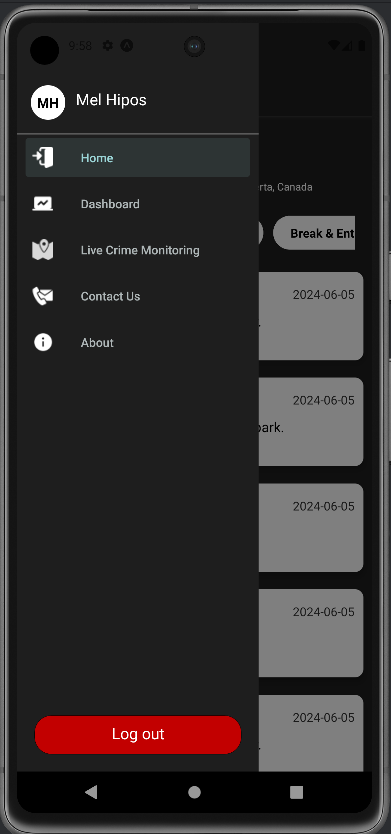 9:58
MH
Mel Hipos
Home
Dashboard
Live Crime Monitoring
Contact Us
About
Log out
Canada
Break & Ent
2024-06-05
2024-06-05
park.
2024-06-05
2024-06-05
2024-06-05